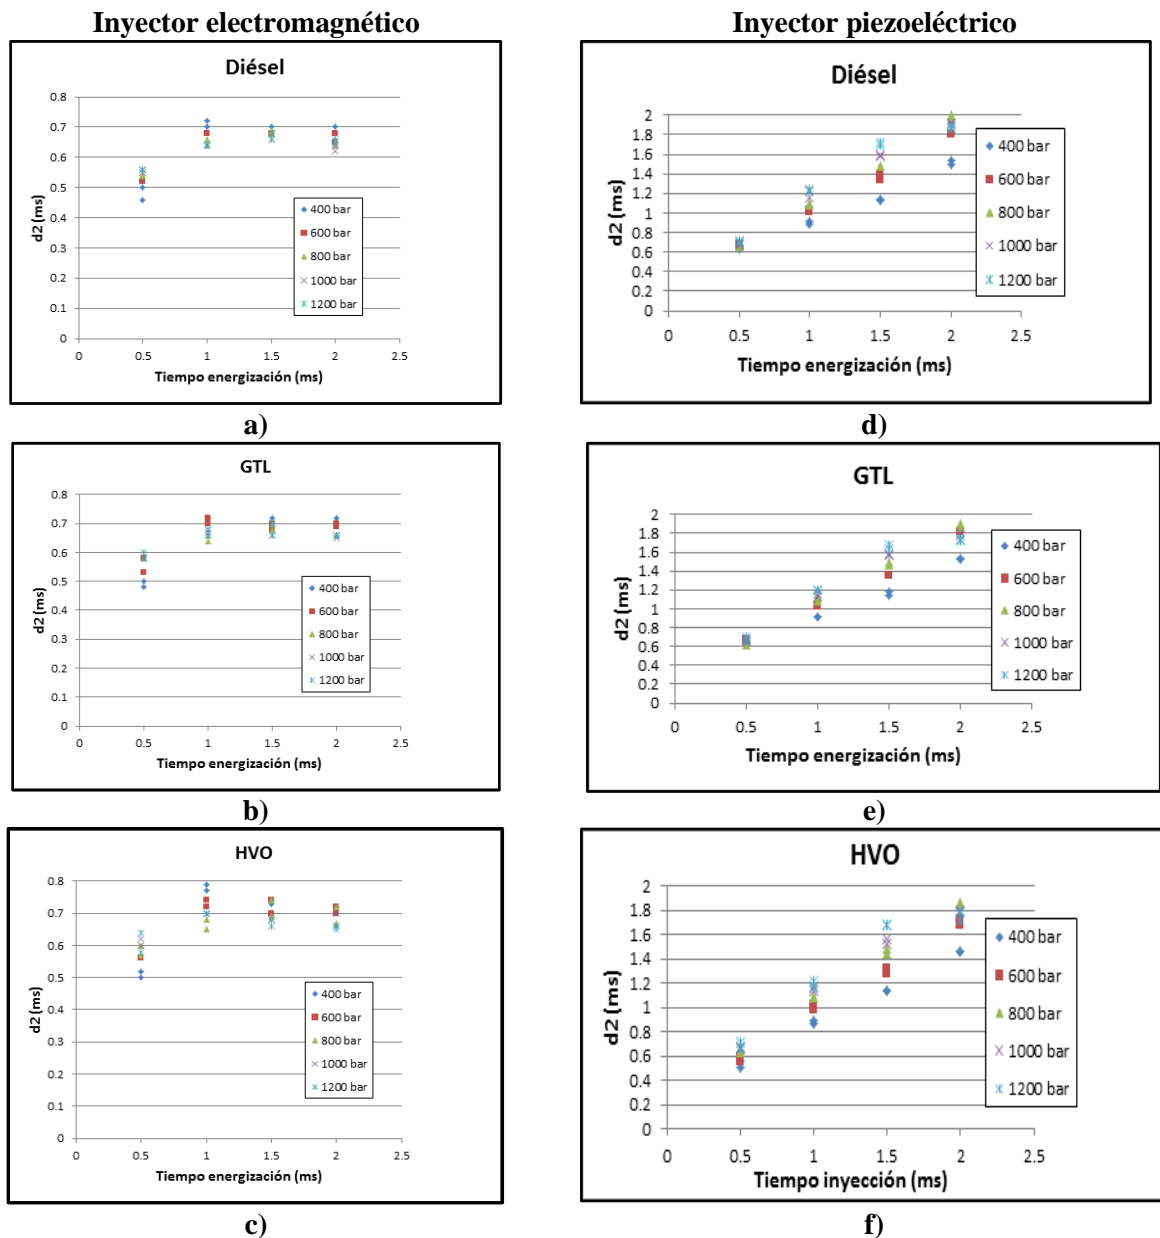 Inyector electromagnético
Inyector piezoeléctrico
Diésel
0.8
0.7
0.6
0.5
0.4
0.3
0.2
0.1
0
d2 (ms)
0 0.5 1 1.5 2 2.5
Tiempo energización (ms)
400 bar
600 bar
800 bar
1000 bar
1200 bar
a)
Diésel
2
1.8
1.6
1.4
1.2
1
0.8
0.6
0.4
0.2
0
d2 (ms)
0 0.5 1 1.5 2 2.5
Tiempo energización (ms)
400 bar
600 bar
800 bar
1000 bar
1200 bar
d)
GTL
0.8
0.7
0.6
0.5
0.4
0.3
0.2
0.1
0
d2 (ms)
0 0.5 1 1.5 2 2.5
Tiempo energización (ms)
400 bar
600 bar
800 bar
1000 bar
1200 bar
b)
GTL
2
1.8
1.6
1.4
1.2
1
0.8
0.6
0.4
0.2
0
d2 (ms)
0 0.5 1 1.5 2 2.5
Tiempo energización (ms)
400 bar
600 bar
800 bar
1000 bar
1200 bar
e)
HVO
0.8
0.7
0.6
0.5
0.4
0.3
0.2
0.1
0
d2 (ms)
0 0.5 1 1.5 2 2.5
Tiempo energización (ms)
400 bar
600 bar
800 bar
1000 bar
1200 bar
c)
HVO
2
1.8
1.6
1.4
1.2
1
0.8
0.6
0.4
0.2
0
d2 (ms)
0 0.5 1 1.5 2 2.5
Tiempo inyección (ms)
400 bar
600 bar
800 bar
1000 bar
1200 bar
f)